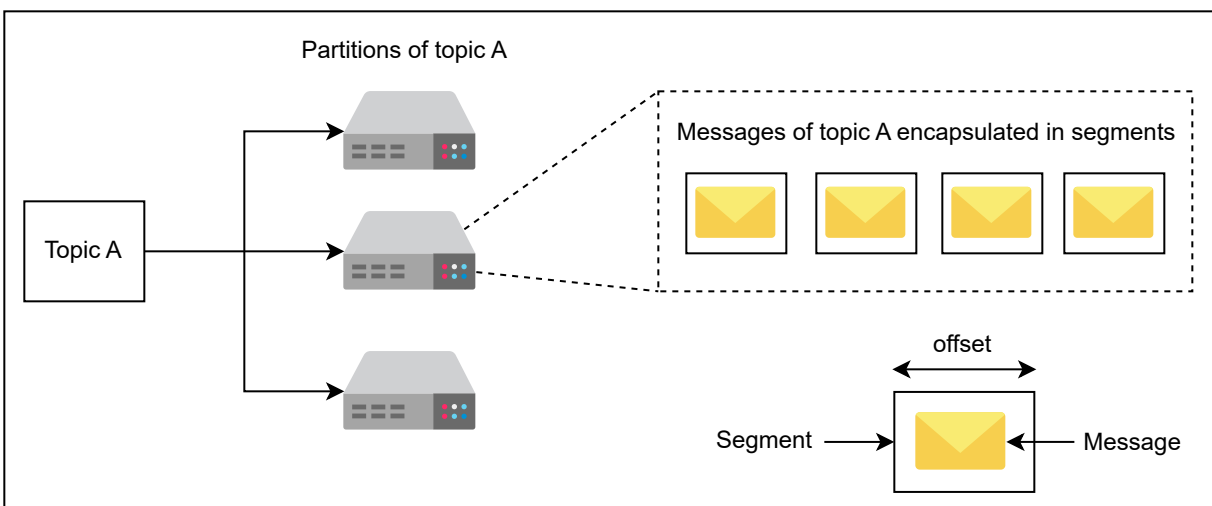 Partitions of topic A
Messages of topic A encapsulated in segments
Topic A
offset
Segment
Message